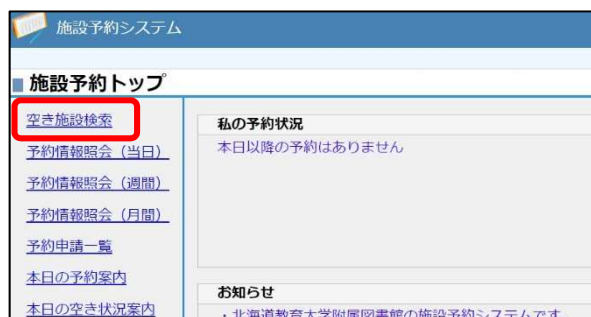 施設予約システム
施設予約トップ
空き施設検索
予約情報照会（当日）
予約情報照会（週間）
予約情報照会（月間）
予約申請一覧
本日の予約案内
本日の空き状況案内
私の予約状況
本日以降の予約はありません
お知らせ
・北海道教育大学附属図書館の施設予約システムです